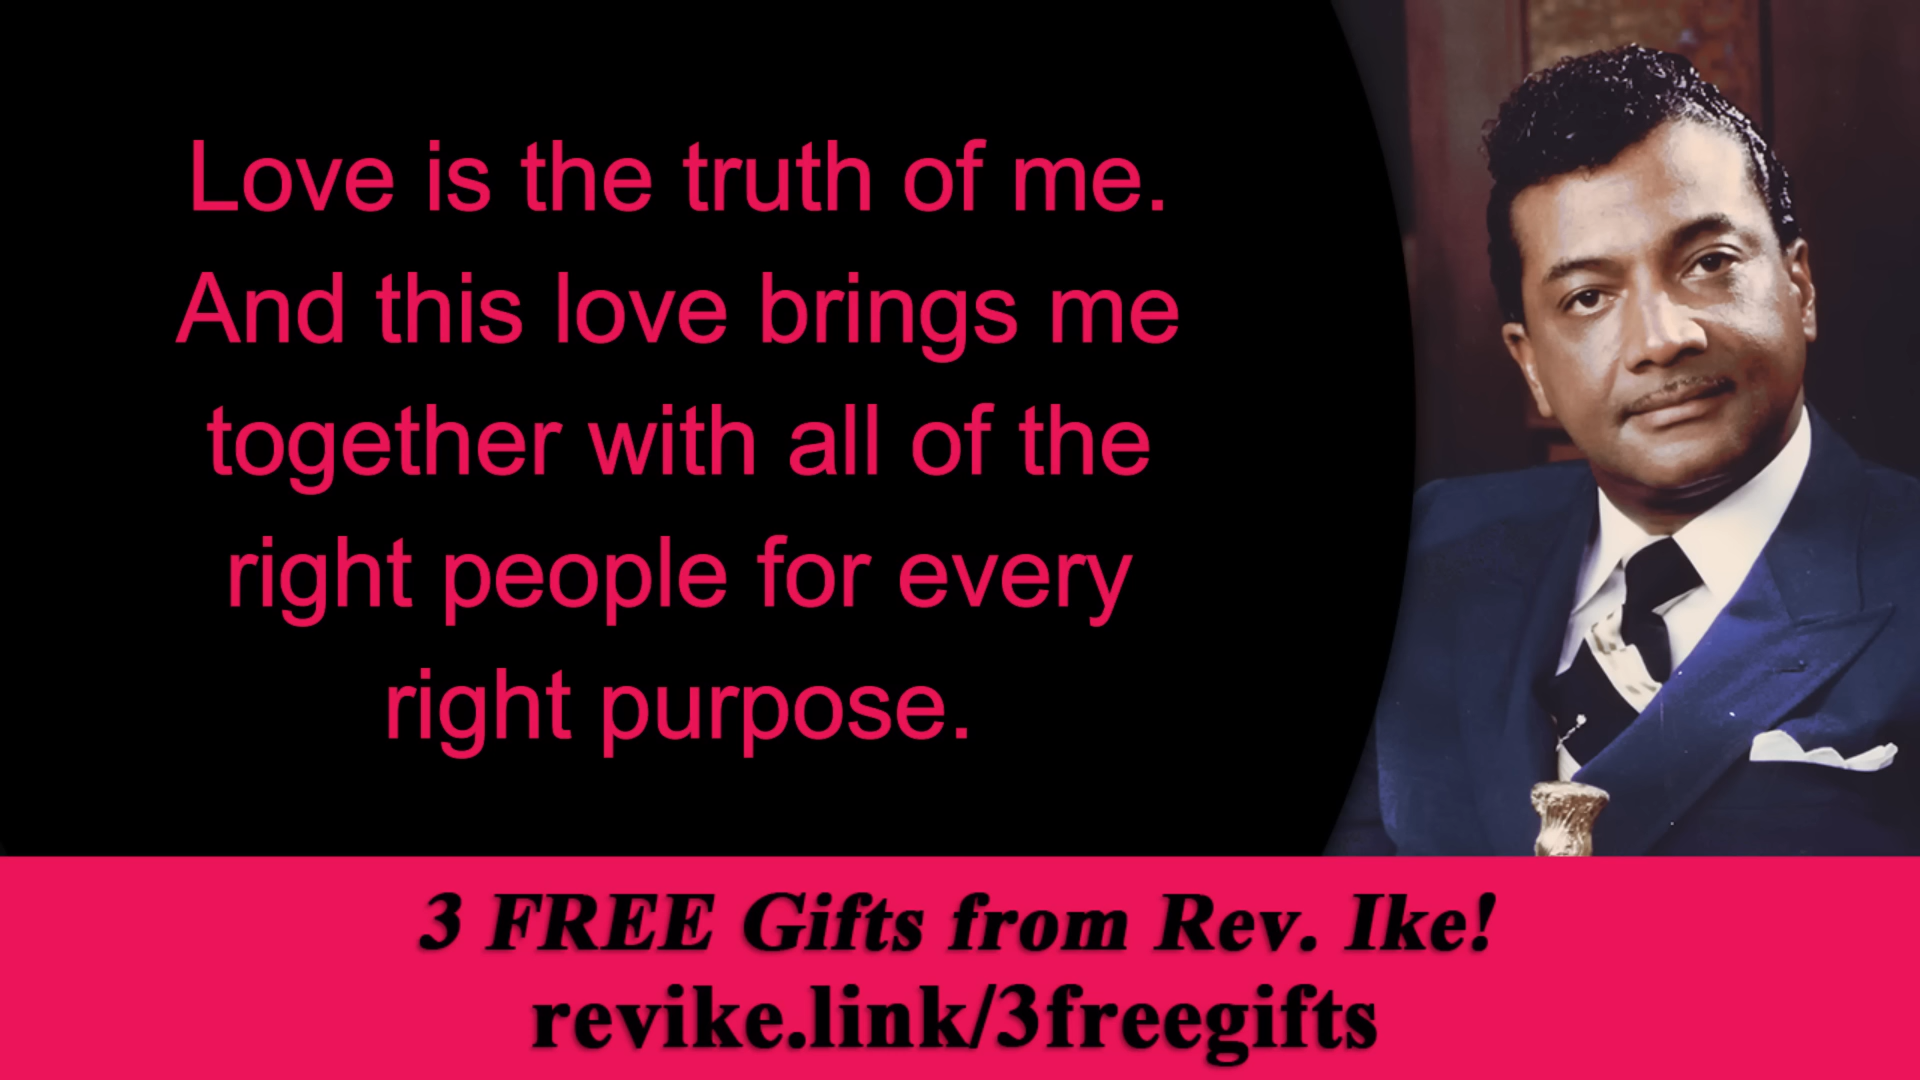 Love is the truth of me.
And this love brings me
together with all of the
right people for every
right purpose.
3 FREE Gifts from Rev. Ike!
revike.link/3freegifts